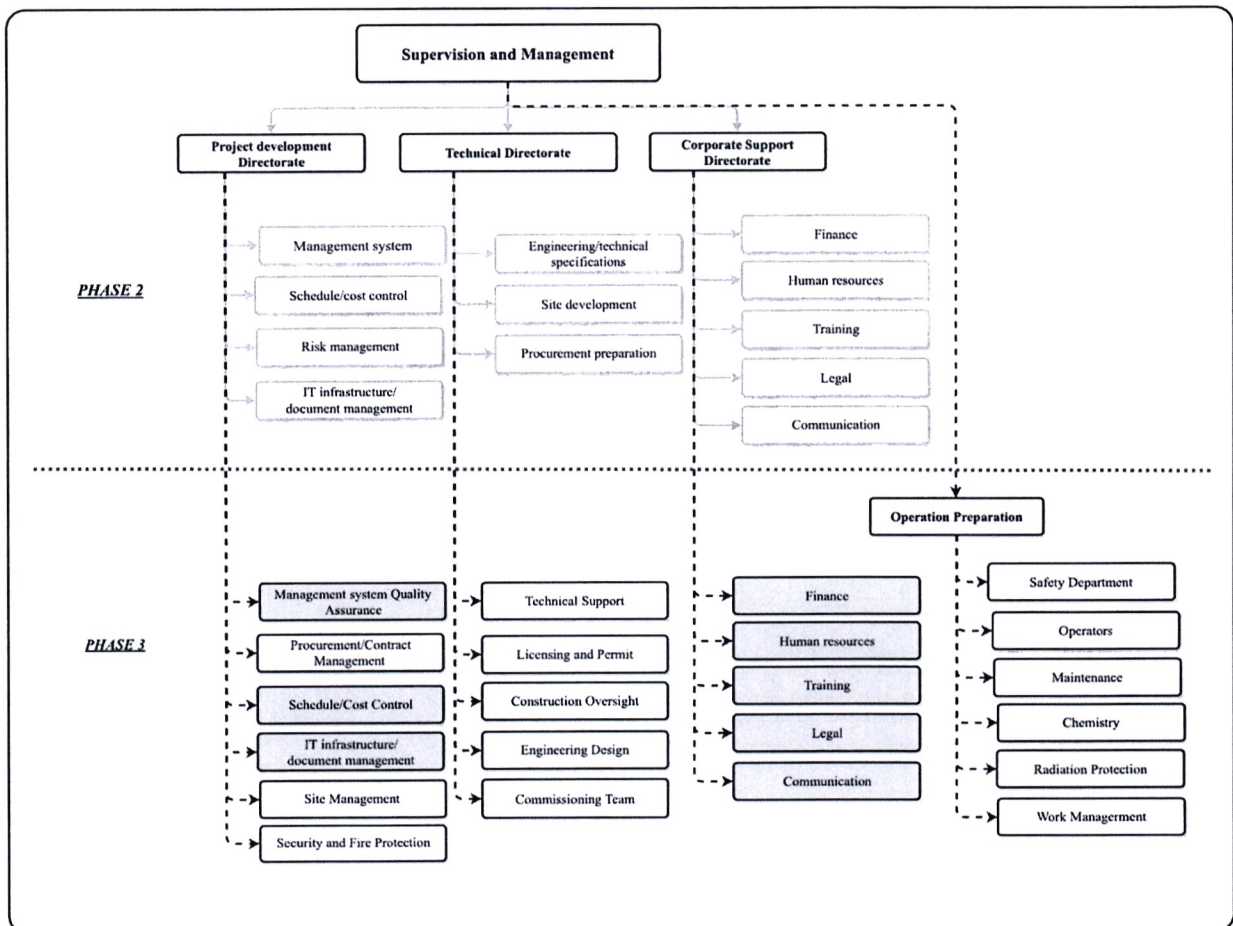 Supervision and Management
Project development
Directorate
Technical Directorate
Corporate Support
Directorate
PHASE 2
Management system
Schedule/cost control
Risk management
IT infrastructure/
document management
Engineering/technical
specifications
Site development
Procurement preparation
Finance
Human resources
Training
Legal
Communication
Operation Preparation
PHASE 3
Management system Quality
Assurance
Procurement/Contract
Management
Schedule/Cost Control
IT infrastructure/
document management
Site Management
Security and Fire Protection
Technical Support
Licensing and Permit
Construction Oversight
Engineering Design
Commissioning Team
Finance
Human resources
Training
Legal
Communication
Safety Department
Operators
Maintenance
Chemistry
Radiation Protection
Work Managerment